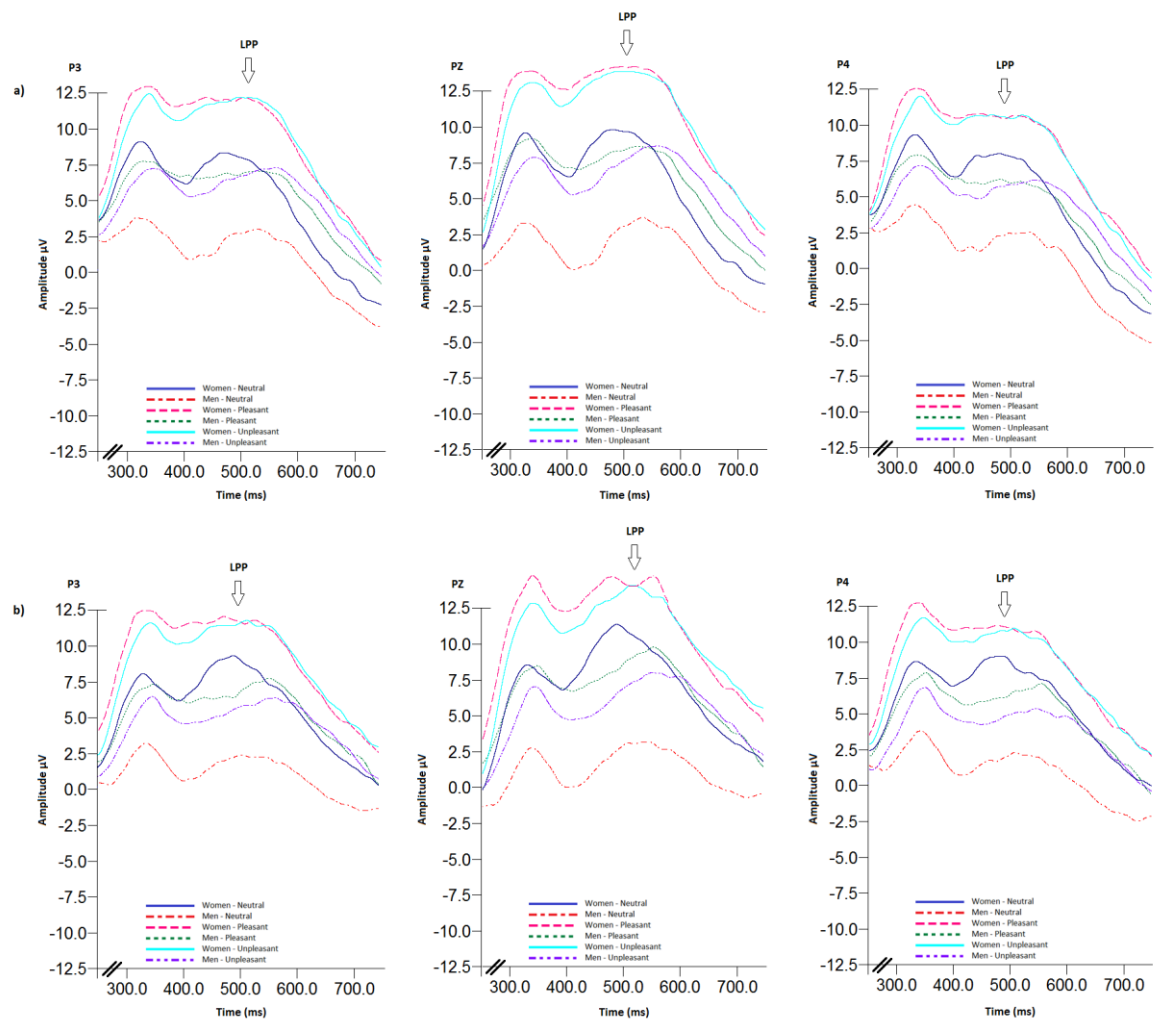 LPP
P3
a)
12.5
10.0
7.5
5.0
2.5
0.0
-2.5
-5.0
-7.5
-10.0
-12.5
Amplitude µV
Women - Neutral
Men - Neutral
Women - Pleasant
Men - Pleasant
Women - Unpleasant
Men - Unpleasant
300.0 400.0 500.0 600.0 700.0
Time (ms)
LPP
PZ
12.5
10.0
7.5
5.0
2.5
0.0
-2.5
-5.0
-7.5
-10.0
-12.5
Amplitude µV
Women - Neutral
Men - Neutral
Women - Pleasant
Men - Pleasant
Women - Unpleasant
Men - Unpleasant
300.0 400.0 500.0 600.0 700.0
Time (ms)
LPP
P4
12.5
10.0
7.5
5.0
2.5
0.0
-2.5
-5.0
-7.5
-10.0
-12.5
Amplitude µV
Women - Neutral
Men - Neutral
Women - Pleasant
Men - Pleasant
Women - Unpleasant
Men - Unpleasant
300.0 400.0 500.0 600.0 700.0
Time (ms)
LPP
P3
b)
12.5
10.0
7.5
5.0
2.5
0.0
-2.5
-5.0
-7.5
-10.0
-12.5
Amplitude µV
Women - Neutral
Men - Neutral
Women - Pleasant
Men - Pleasant
Women - Unpleasant
Men - Unpleasant
300.0 400.0 500.0 600.0 700.0
Time (ms)
LPP
PZ
12.5
10.0
7.5
5.0
2.5
0.0
-2.5
-5.0
-7.5
-10.0
-12.5
Amplitude µV
Women - Neutral
Men - Neutral
Women - Pleasant
Men - Pleasant
Women - Unpleasant
Men - Unpleasant
300.0 400.0 500.0 600.0 700.0
Time (ms)
LPP
P4
12.5
10.0
7.5
5.0
2.5
0.0
-2.5
-5.0
-7.5
-10.0
-12.5
Amplitude µV
Women - Neutral
Men - Neutral
Women - Pleasant
Men - Pleasant
Women - Unpleasant
Men - Unpleasant
300.0 400.0 500.0 600.0 700.0
Time (ms)